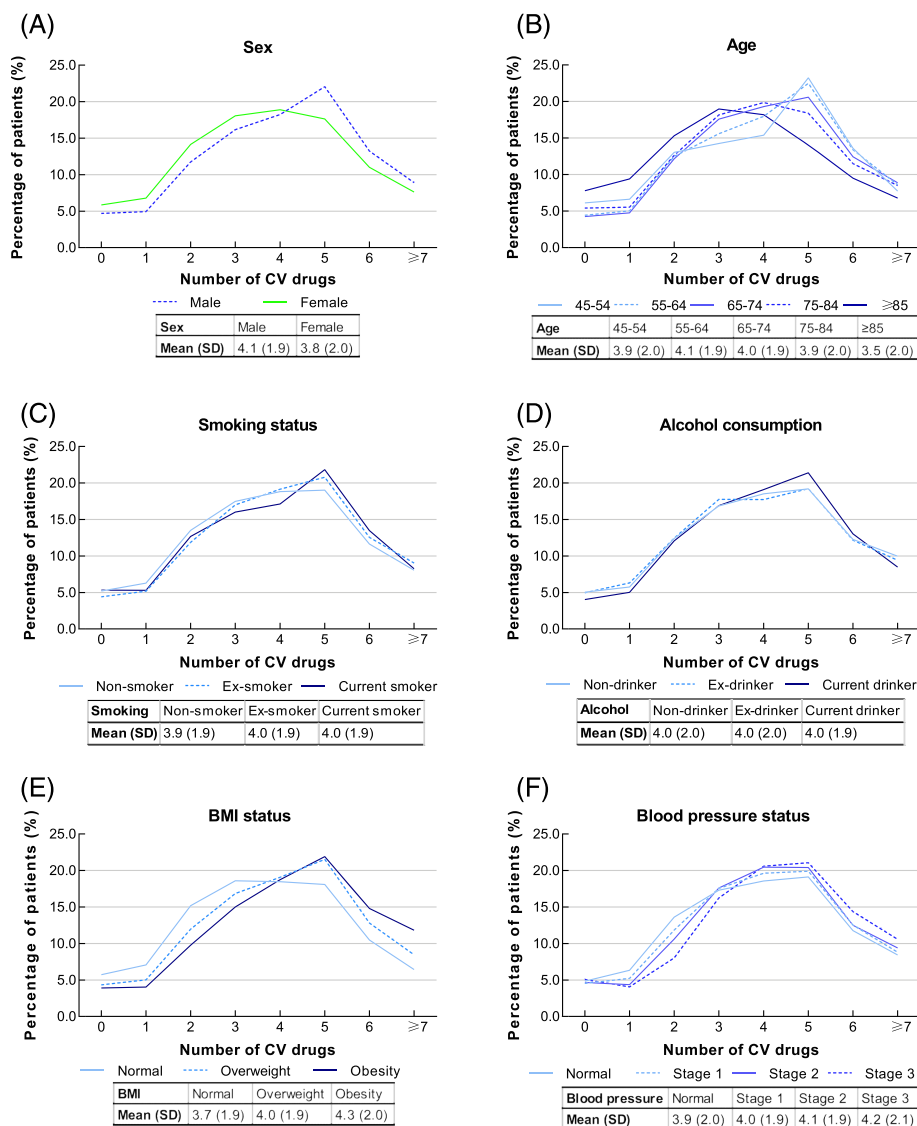 (A)
Sex
Percentage of patients (%)
25.0
20.0
15.0
10.0
5.0
0.0
0 1 2 3 4 5 6 ≥7
Number of CV drugs
Male Female
Sex Male Female
Mean (SD) 4.1 (1.9) 3.8 (2.0)
(B)
Age
Percentage of patients (%)
25.0
20.0
15.0
10.0
5.0
0.0
0 1 2 3 4 5 6 ≥7
Number of CV drugs
45-54 55-64 65-74 75-84 ≥85
Age 45-54 55-64 65-74 75-84 ≥85
Mean (SD) 3.9 (2.0) 4.1 (1.9) 4.0 (1.9) 3.9 (2.0) 3.5 (2.0)
(C)
Smoking status
Percentage of patients (%)
25.0
20.0
15.0
10.0
5.0
0.0
0 1 2 3 4 5 6 ≥7
Number of CV drugs
Non-smoker Ex-smoker Current smoker
Smoking Non-smoker Ex-smoker Current smoker
Mean (SD) 3.9 (1.9) 4.0 (1.9) 4.0 (1.9)
(D)
Alcohol consumption
Percentage of patients (%)
25.0
20.0
15.0
10.0
5.0
0.0
0 1 2 3 4 5 6 ≥7
Number of CV drugs
Non-drinker Ex-drinker Current drinker
Alcohol Non-drinker Ex-drinker Current drinker
Mean (SD) 4.0 (2.0) 4.0 (2.0) 4.0 (1.9)
(E)
BMI status
Percentage of patients (%)
25.0
20.0
15.0
10.0
5.0
0.0
0 1 2 3 4 5 6 ≥7
Number of CV drugs
Normal Overweight Obesity
BMI Normal Overweight Obesity
Mean (SD) 3.7 (1.9) 4.0 (1.9) 4.3 (2.0)
(F)
Blood pressure status
Percentage of patients (%)
25.0
20.0
15.0
10.0
5.0
0.0
0 1 2 3 4 5 6 ≥7
Number of CV drugs
Normal Stage 1 Stage 2 Stage 3
Blood pressure Normal Stage 1 Stage 2 Stage 3
Mean (SD) 3.9 (2.0) 4.0 (1.9) 4.1 (1.9) 4.2 (2.1)